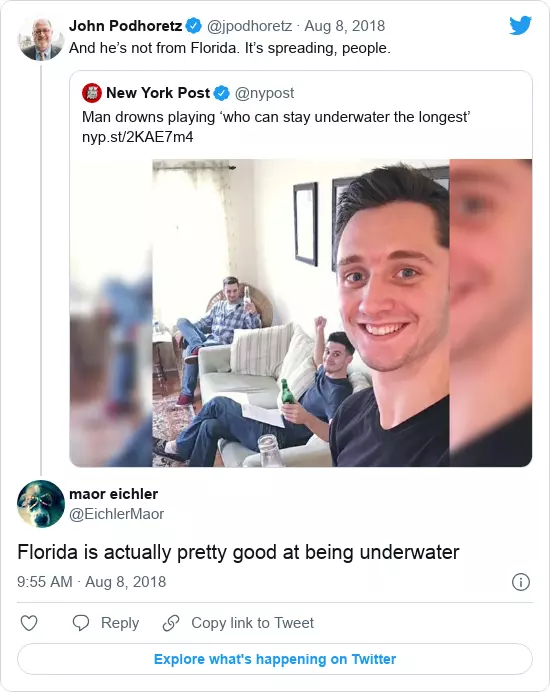 John Podhoretz @jpodhoretz · Aug 8, 2018
And he’s not from Florida. It’s spreading, people.
New York Post @nypost
Man drowns playing ‘who can stay underwater the longest’
nyp.st/2KAE7m4
maor eichler
@EichlerMaor
Florida is actually pretty good at being underwater
9:55 AM · Aug 8, 2018
Reply Copy link to Tweet
Explore what's happening on Twitter